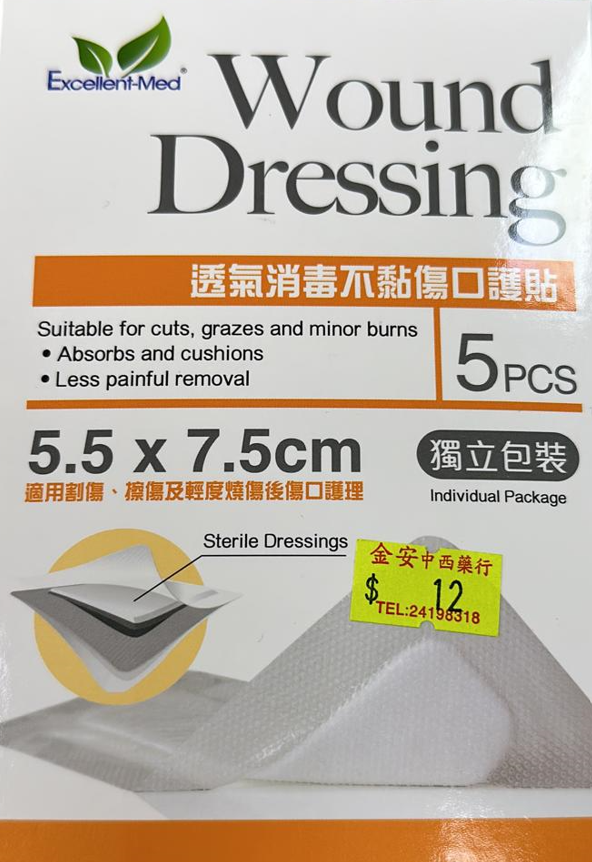 Excellent-Med®
Wound
Dressing
透氣消毒不黏傷口護貼
Suitable for cuts, grazes and minor burns
• Absorbs and cushions
• Less painful removal
5PCS
5.5 x 7.5cm
獨立包裝
適用割傷、擦傷及輕度燒傷後傷口護理
Individual Package
Sterile Dressings
金安中西藥行
$ 12
TEL:24198318